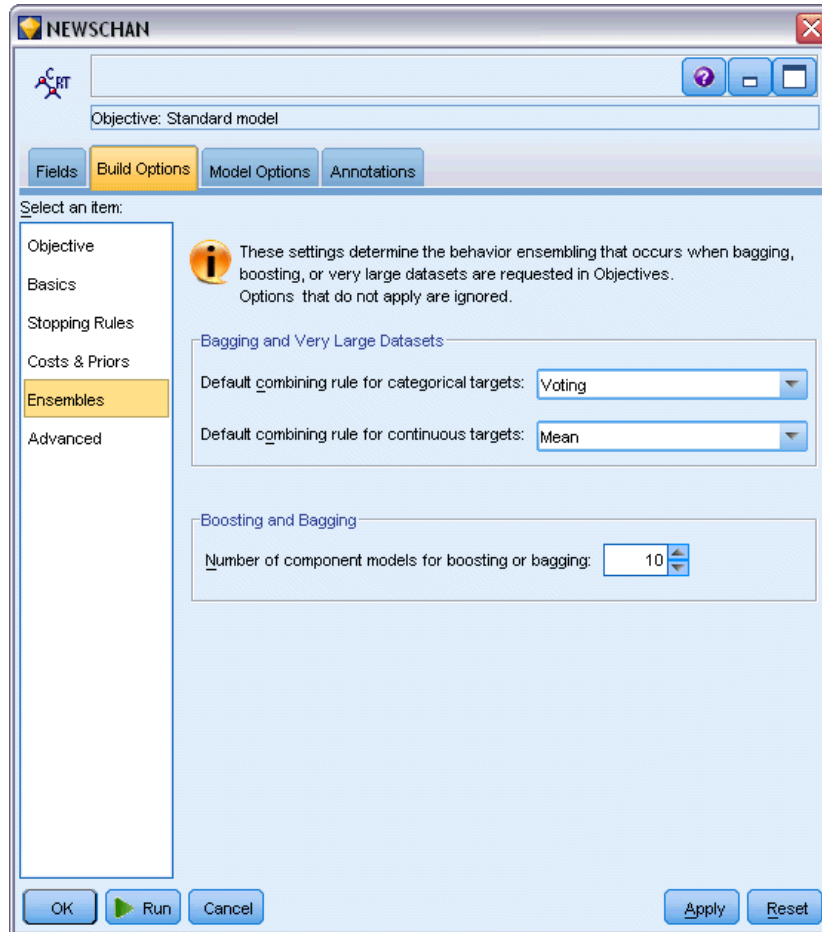 NEWSCHAN
C RT
Objective: Standard model
Fields Build Options Model Options Annotations
Select an item:
Objective
Basics
Stopping Rules
Costs & Priors
Ensembles
Advanced
These settings determine the behavior ensembling that occurs when bagging,
boosting, or very large datasets are requested in Objectives.
Options that do not apply are ignored.
Bagging and Very Large Datasets
Default combining rule for categorical targets: Voting
Default combining rule for continuous targets: Mean
Boosting and Bagging
Number of component models for boosting or bagging: 10
OK Run Cancel Apply Reset